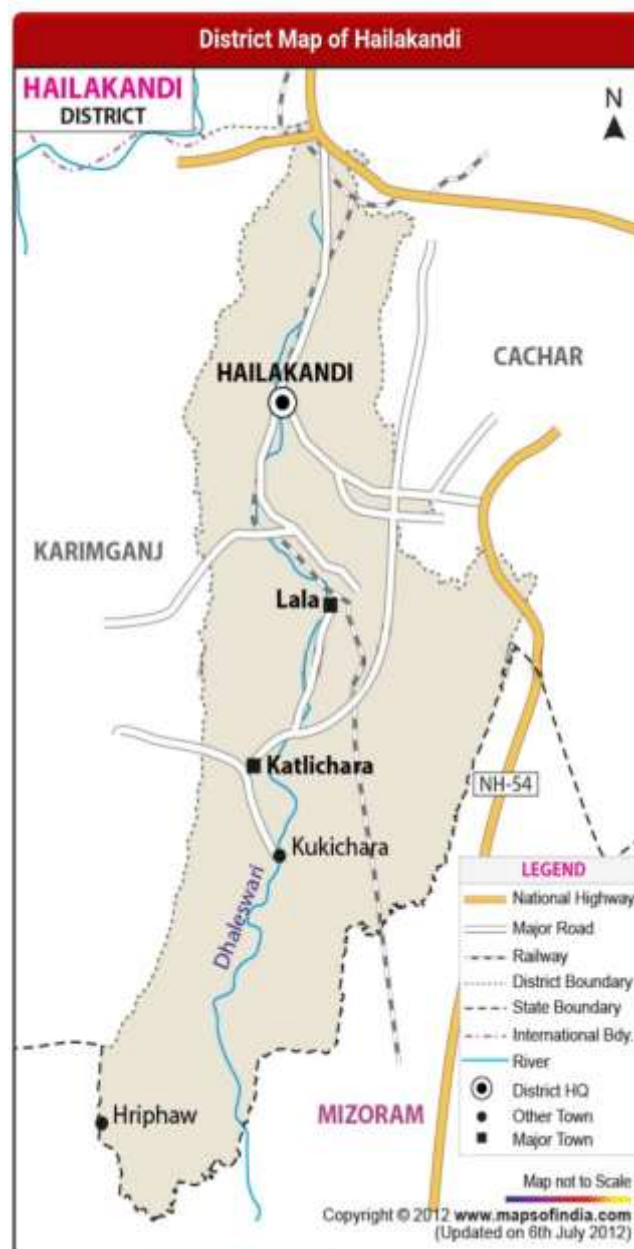 District Map of Hailakandi
HAILAKANDI
DISTRICT
N
CACHAR
HAILAKANDI
KARIMGANJ
Lala
Katlichara
NH-54
Kukichara
Dhaleswari
LEGEND
National Highway
Major Road
Railway
District Boundary
State Boundary
International Bdy.
River
District HQ
Other Town
Major Town
Hriphaw
MIZORAM
Map not to Scale
Copyright © 2012 www.mapsofindia.com
(Updated on 6th July 2012)